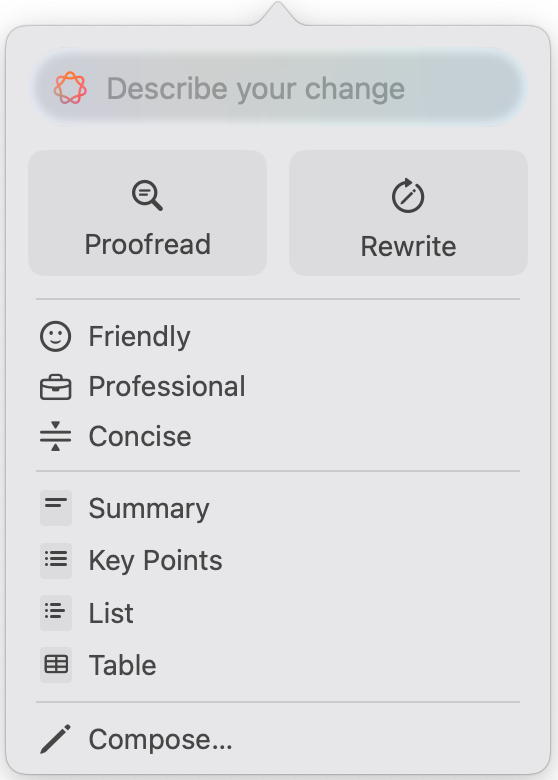 Describe your change
Proofread
Rewrite
Friendly
Professional
Concise
Summary
Key Points
List
Table
Compose...